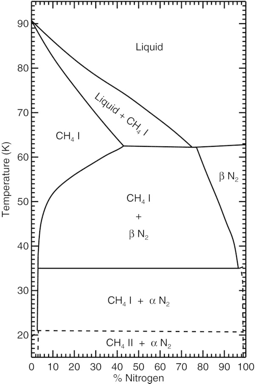 90
80
70
60
50
40
30
20
Temperature (K)
Liquid
Liquid + CH₄ I
CH₄ I
β N₂
CH₄ I
+
β N₂
CH₄ I + α N₂
CH₄ II + α N₂
0 10 20 30 40 50 60 70 80 90 100
% Nitrogen